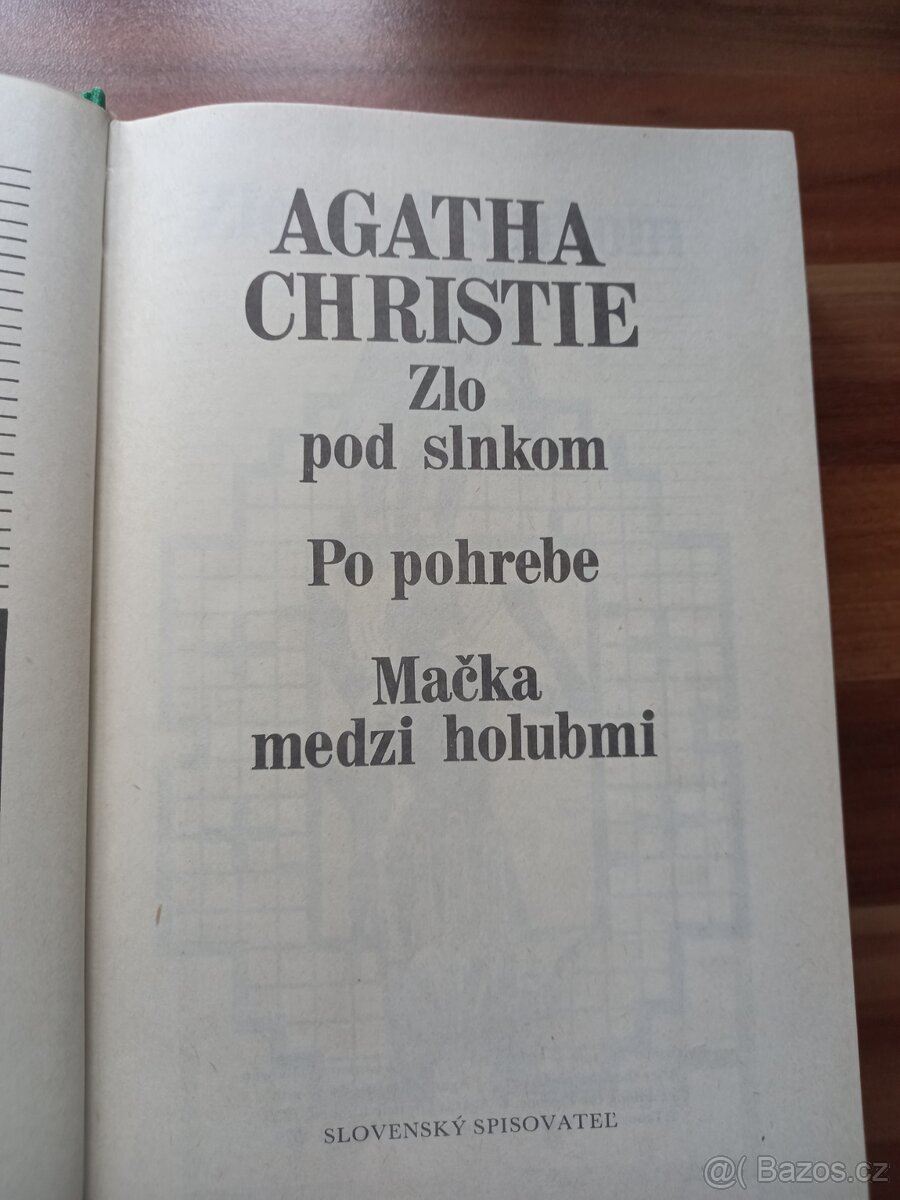 AGATHA
CHRISTIE
Zlo
pod slnkom
Po pohrebe
Mačka
medzi holubmi
SLOVENSKÝ SPISOVATEĽ
@( Bazos.cz